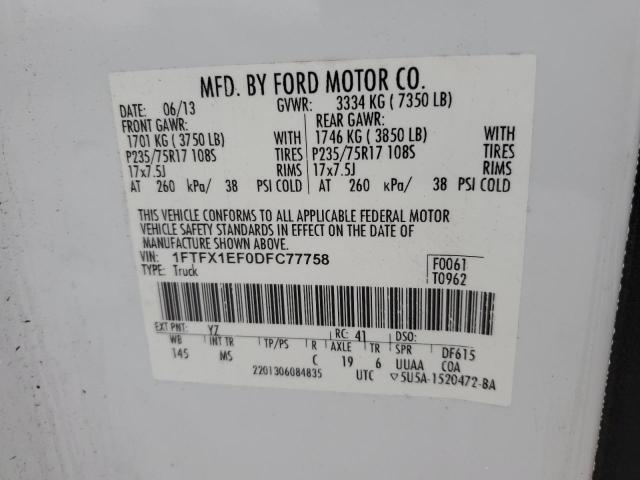 MFD. BY FORD MOTOR CO.
DATE: 06/13 GVWR: 3334 KG ( 7350 LB)
FRONT GAWR: REAR GAWR:
1701 KG ( 3750 LB) WITH 1746 KG ( 3850 LB) WITH
P235/75R17 108S TIRES P235/75R17 108S TIRES
17x7.5J RIMS 17x7.5J RIMS
AT 260 kPa/ 38 PSI COLD AT 260 kPa/ 38 PSI COLD
THIS VEHICLE CONFORMS TO ALL APPLICABLE FEDERAL MOTOR
VEHICLE SAFETY STANDARDS IN EFFECT ON THE DATE OF
MANUFACTURE SHOWN ABOVE.
VIN: 1FTFX1EF0DFC77758 F0061
TYPE: Truck T0962
EXT PNT: YZ RC: 41 DSO:
WB INT TR TP/PS R AXLE TR SPR DF615
145 MS C 19 6 UUAA COA
2201306084835 UTC ▽5U5A-1520472-BA